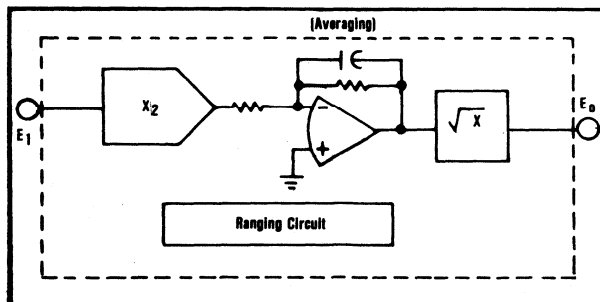 (Averaging)
X2
E1
−
+
√X
Eo
Ranging Circuit